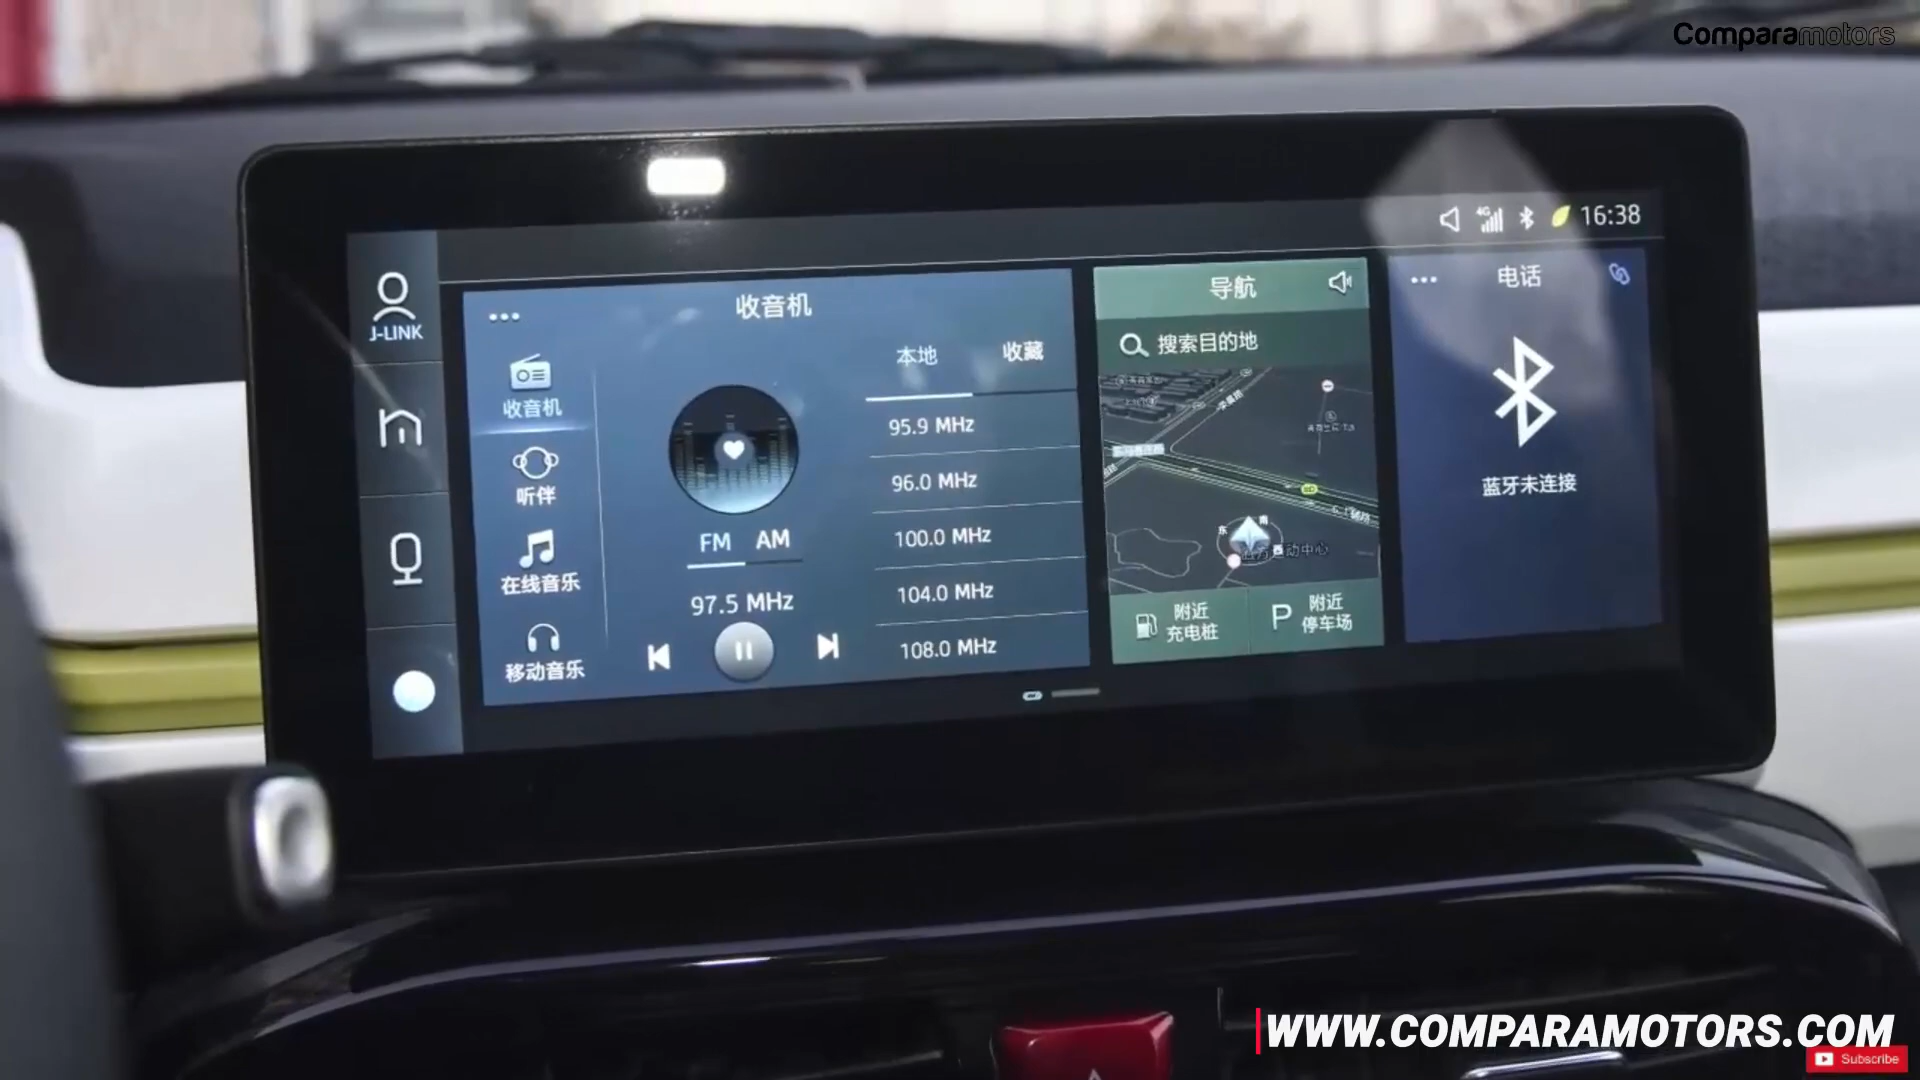 Comparamotors
4G
16:38
J-LINK
收音机
收音机
听伴
在线音乐
移动音乐
FM AM
97.5 MHz
本地 收藏
95.9 MHz
96.0 MHz
100.0 MHz
104.0 MHz
108.0 MHz
导航
搜索目的地
东
南
附近
充电桩
P
附近
停车场
电话
蓝牙未连接
WWW.COMPARAMOTORS.COM
Subscribe